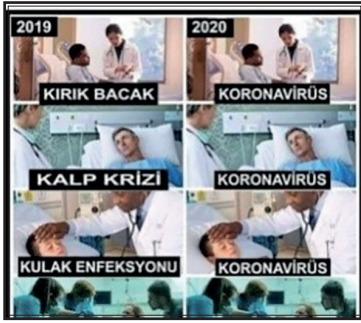 2019 2020
KIRIK BACAK KORONAVİRÜS
KALP KRİZİ KORONAVİRÜS
KULAK ENFEKSYONU KORONAVİRÜS